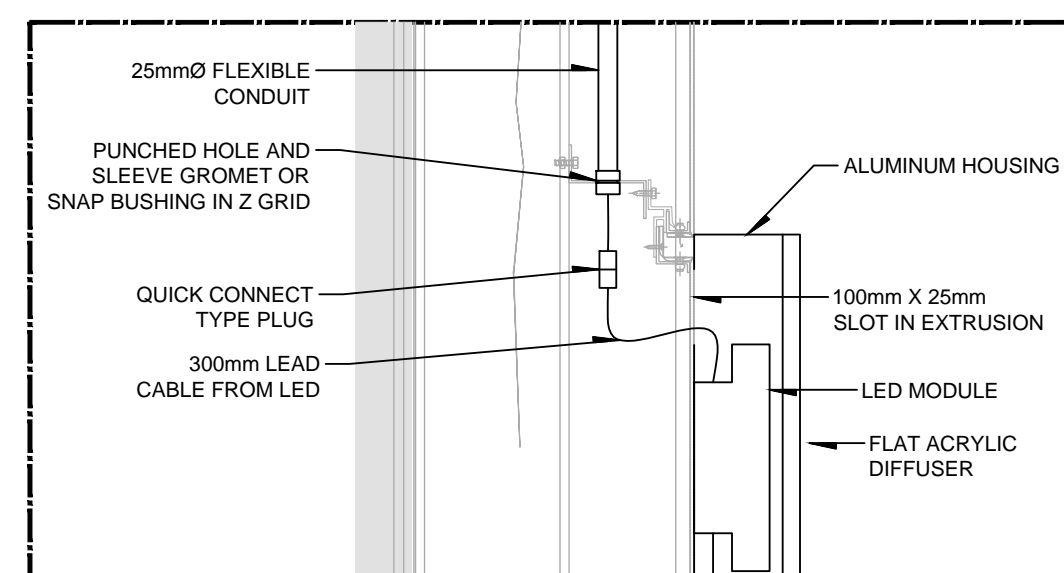 25mmØ FLEXIBLE
CONDUIT
PUNCHED HOLE AND
SLEEVE GROMET OR
SNAP BUSHING IN Z GRID
QUICK CONNECT
TYPE PLUG
300mm LEAD
CABLE FROM LED
ALUMINUM HOUSING
100mm X 25mm
SLOT IN EXTRUSION
LED MODULE
FLAT ACRYLIC
DIFFUSER